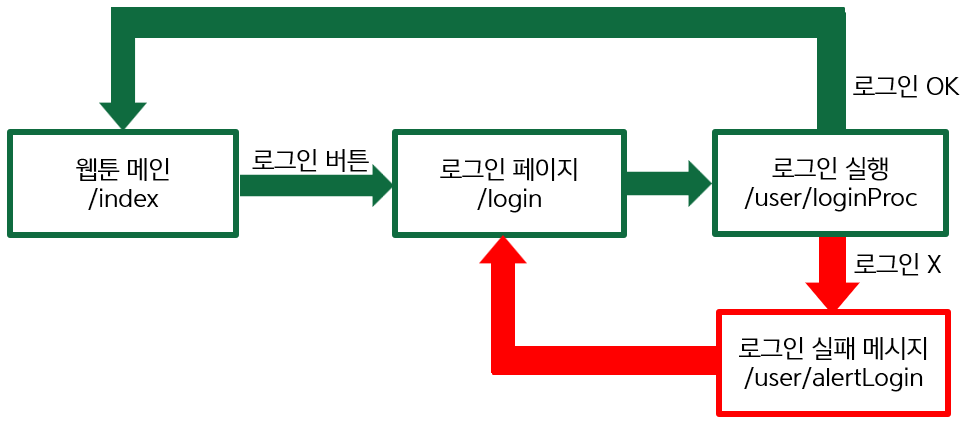 로그인 OK
웹툰 메인
/index
로그인 버튼
로그인 페이지
/login
로그인 실행
/user/loginProc
로그인 X
로그인 실패 메시지
/user/alertLogin